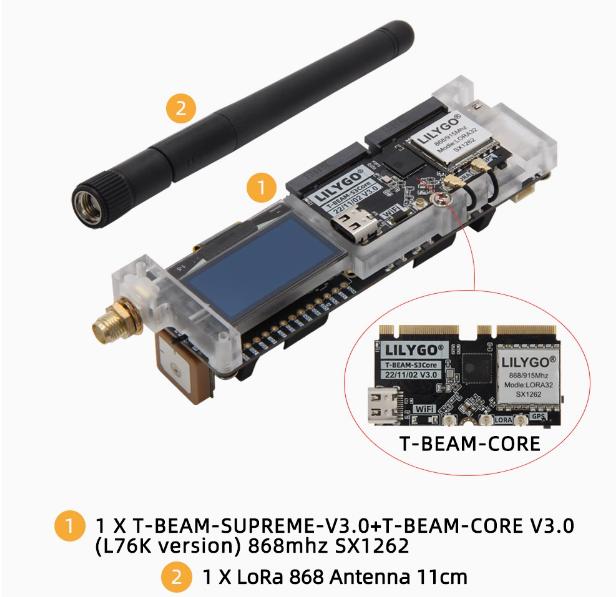 2
1
LILYGO®
868/915Mhz
Mode:LORA32
SX1262
LILYGO®
T-BEAM-S3Core
22/11/02 V3.0
WiFi
LILYGO®
T-BEAM-S3Core
22/11/02 V3.0
WiFi
LILYGO®
868/915Mhz
Mode:LORA32
SX1262
LORA
GPS
T-BEAM-CORE
1 1 X T-BEAM-SUPREME-V3.0+T-BEAM-CORE V3.0
(L76K version) 868mhz SX1262
2 1 X LoRa 868 Antenna 11cm